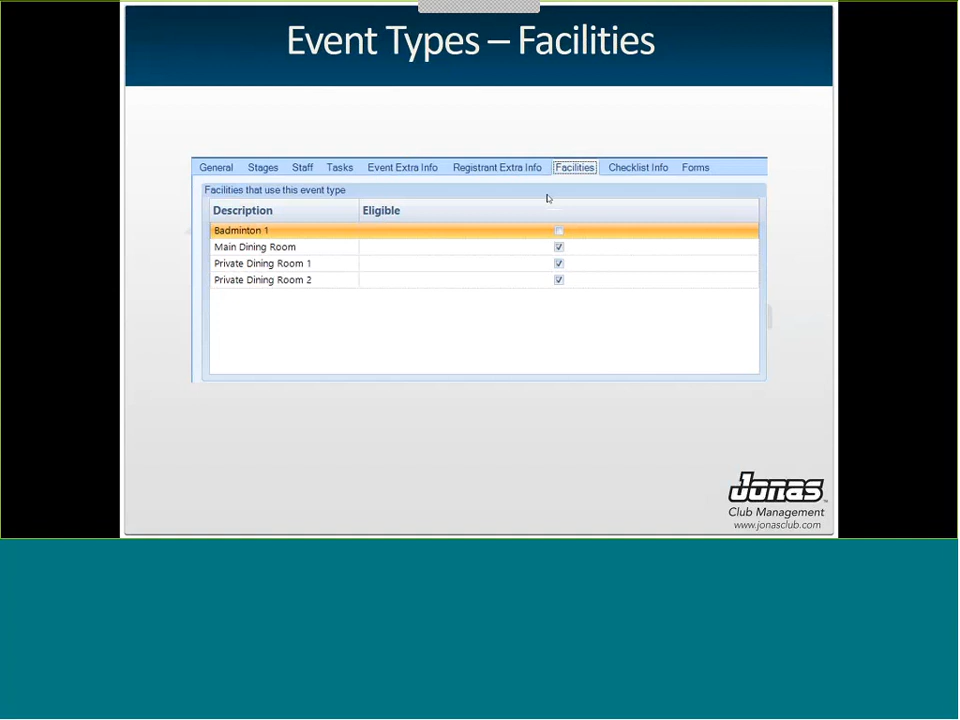 Event Types – Facilities
General Stages Staff Tasks Event Extra Info Registrant Extra Info Facilities Checklist Info Forms
Facilities that use this event type
Description Eligible
Badminton 1
Main Dining Room
Private Dining Room 1
Private Dining Room 2
Jonas
Club Management
www.jonasclub.com